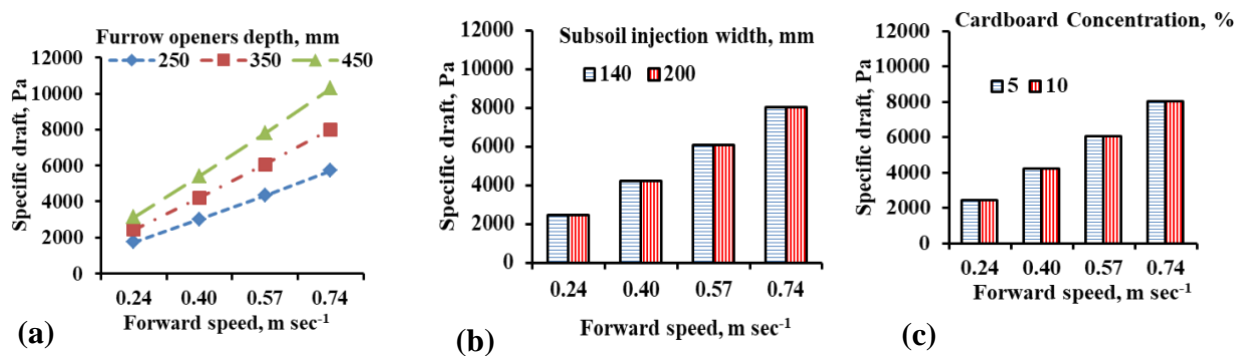 Furrow openers depth, mm
250 350 450
12000
10000
8000
6000
4000
2000
0
Specific draft, Pa
0.24 0.40 0.57 0.74
Forward speed, m sec-1
(a)
Subsoil injection width, mm
140 200
12000
10000
8000
6000
4000
2000
0
Specific draft, Pa
0.24 0.40 0.57 0.74
Forward speed, m sec-1
(b)
Cardboard Concentration, %
5 10
12000
10000
8000
6000
4000
2000
0
Specific draft, Pa
0.24 0.40 0.57 0.74
Forward speed, m sec-1
(c)